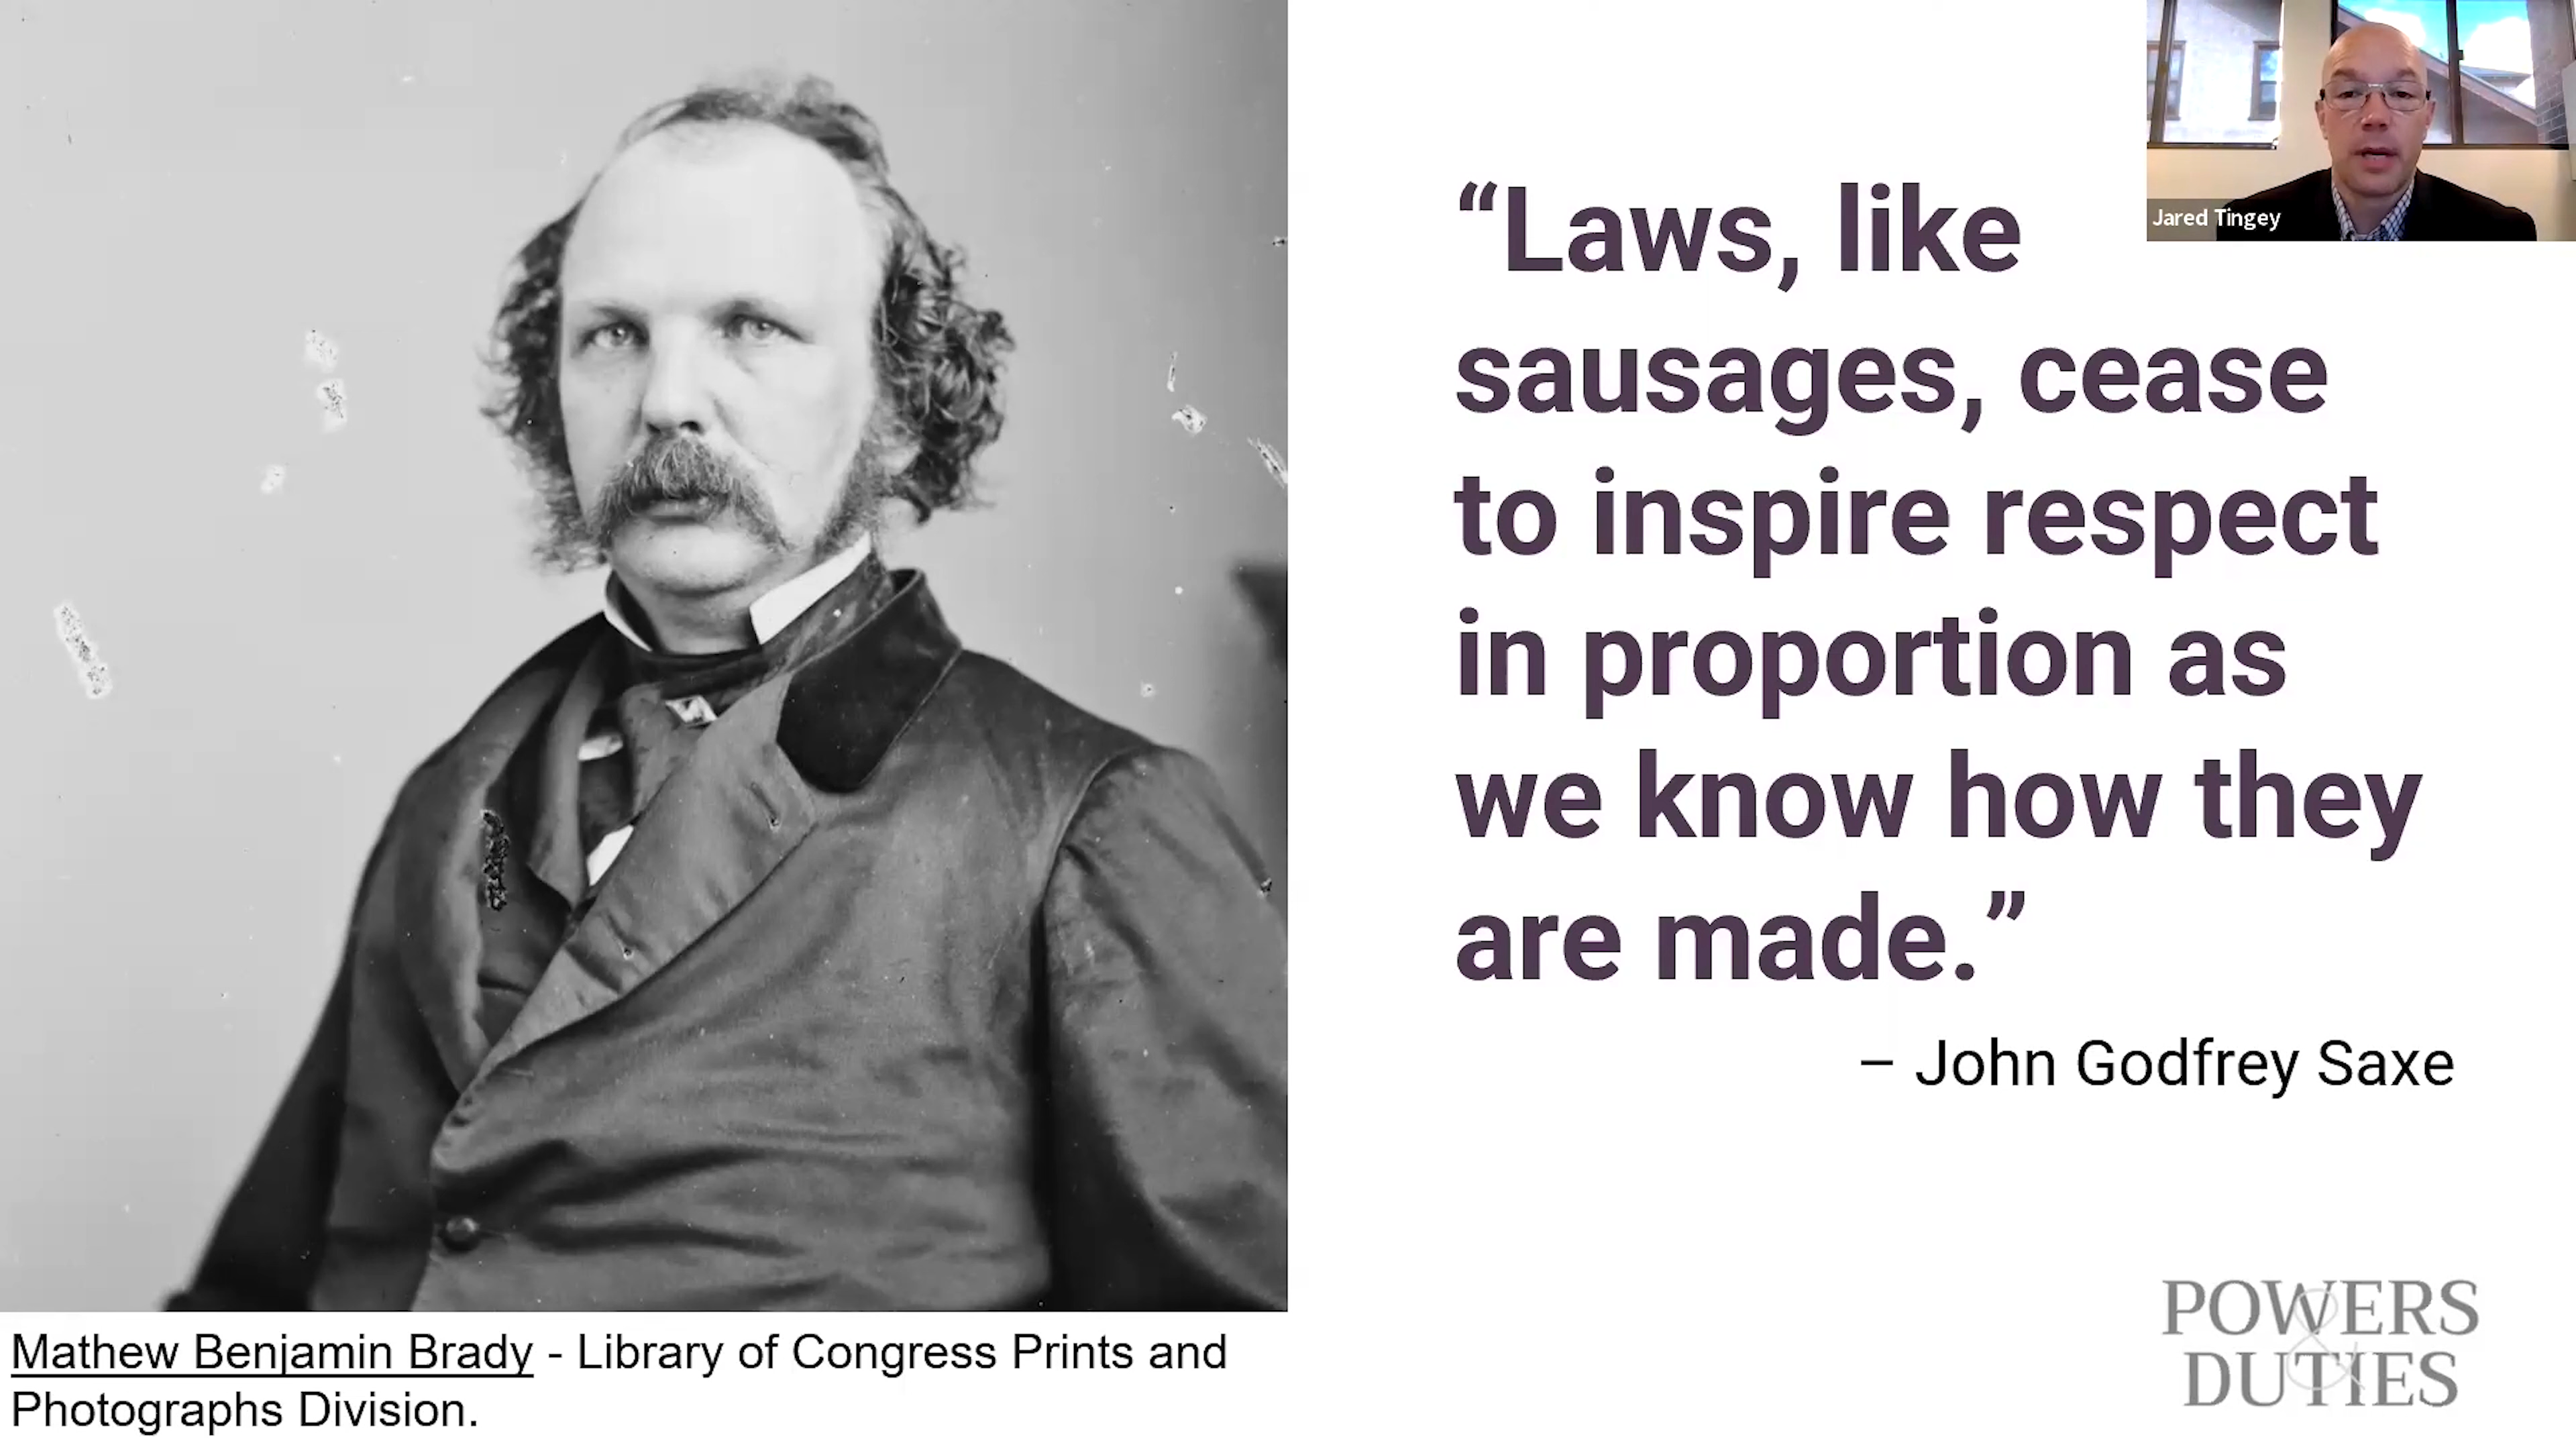 Jared Tingey
“Laws, like
sausages, cease
to inspire respect
in proportion as
we know how they
are made.”
– John Godfrey Saxe
Mathew Benjamin Brady - Library of Congress Prints and
Photographs Division.
POWERS
&
DUTIES